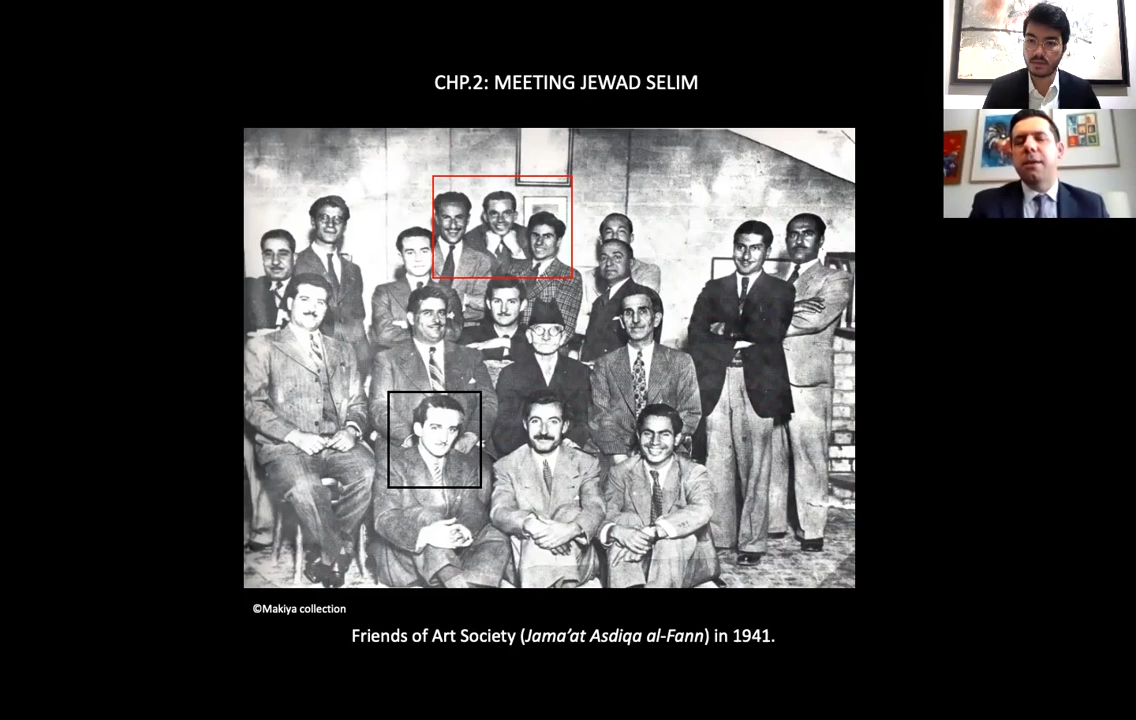 CHP.2: MEETING JEWAD SELIM
©Makiya collection
Friends of Art Society (Jama’at Asdiqa al-Fann) in 1941.